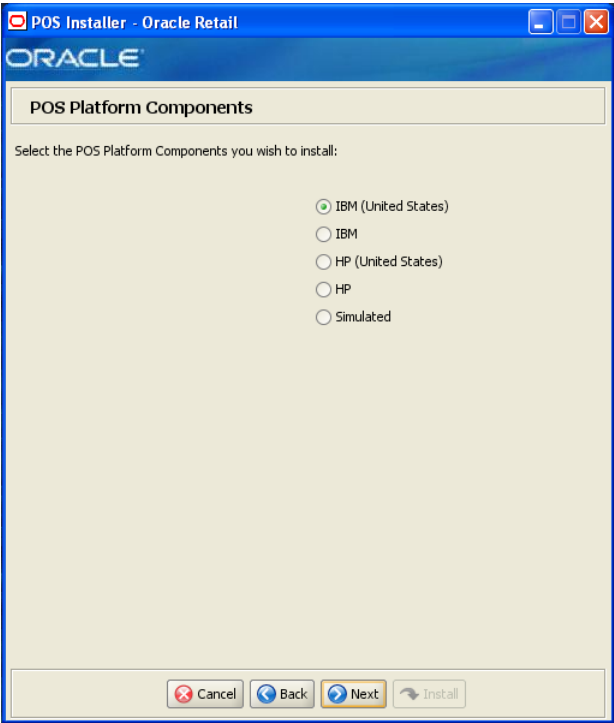 POS Installer - Oracle Retail
ORACLE
POS Platform Components
Select the POS Platform Components you wish to install:
IBM (United States)
IBM
HP (United States)
HP
Simulated
Cancel Back Next Install